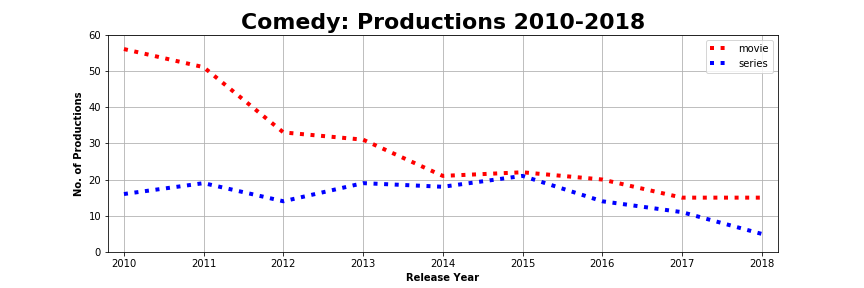 Comedy: Productions 2010-2018
60
50
40
30
20
10
0
No. of Productions
movie
series
2010 2011 2012 2013 2014 2015 2016 2017 2018
Release Year